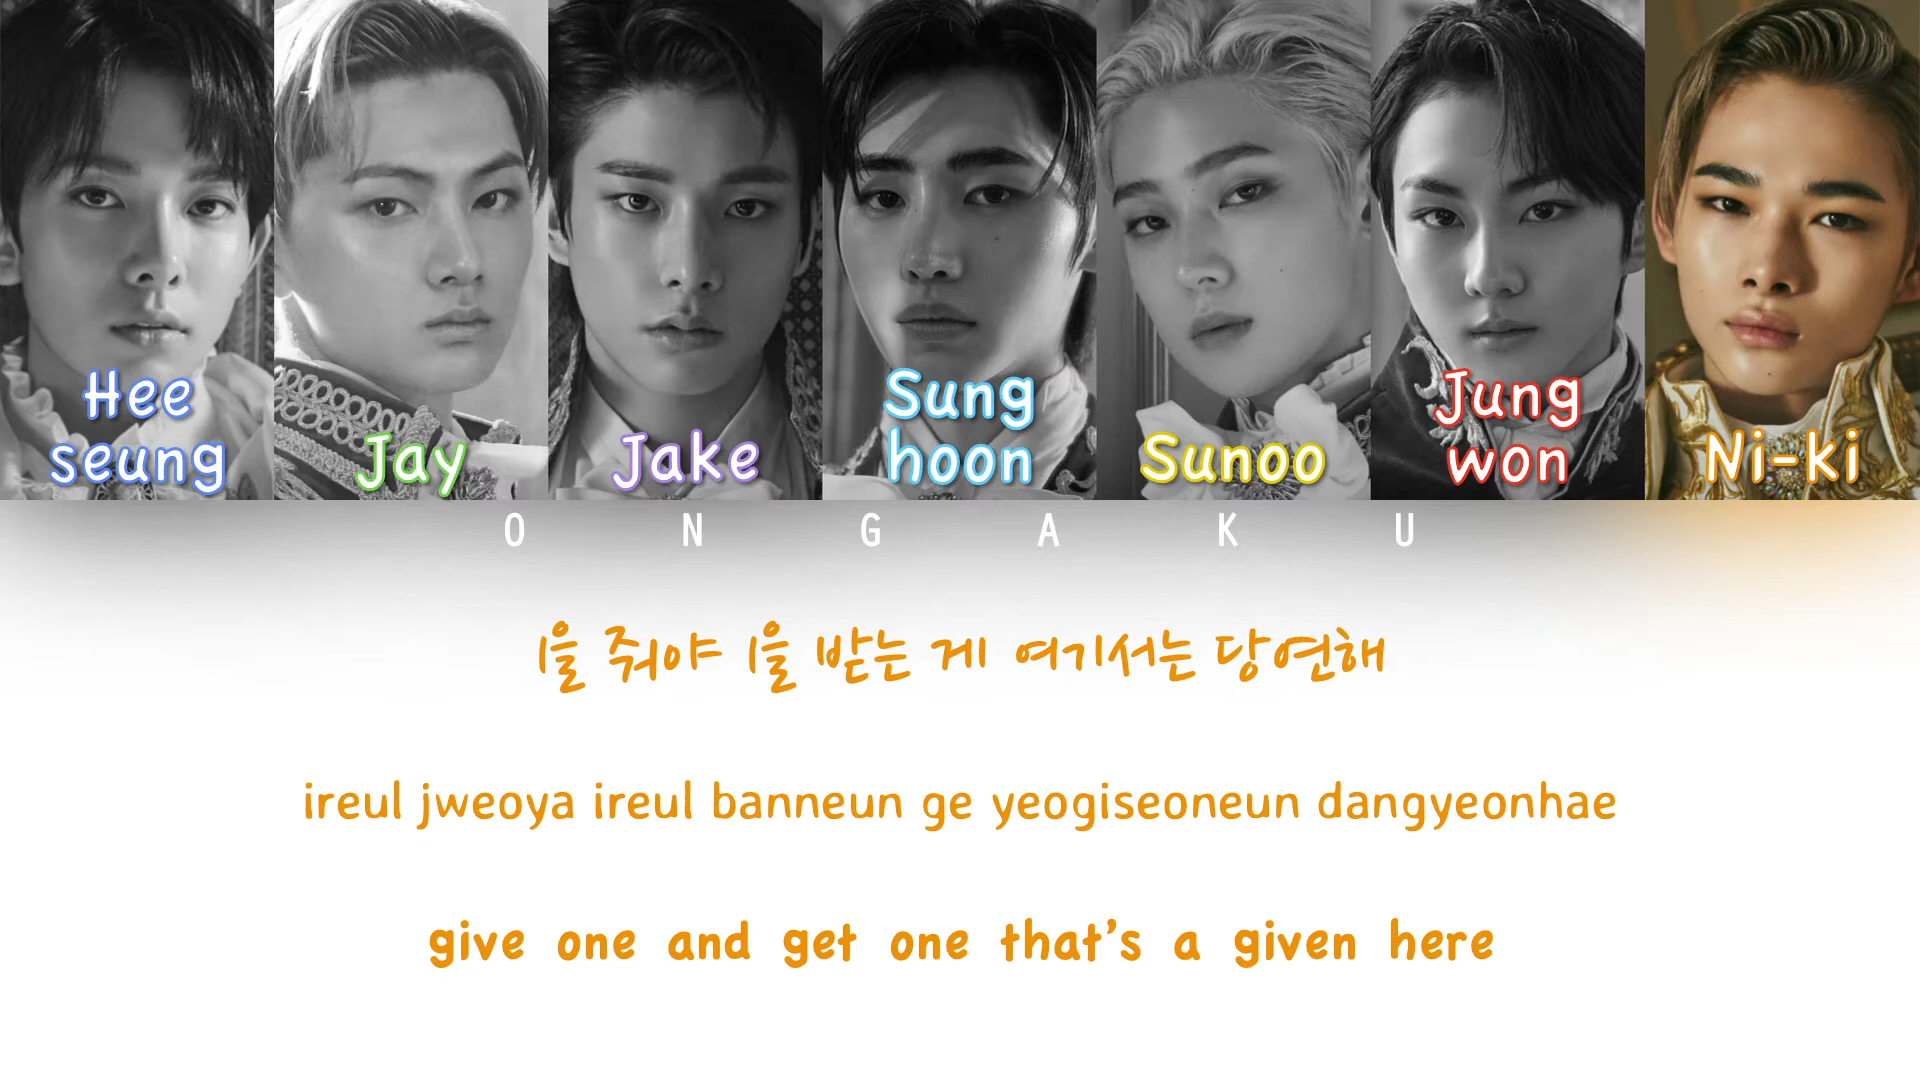 Hee
seung
Jay
Jake
Sung
hoon
Sunoo
Jung
won
Ni-ki
O N G A K U
1을 줘야 1을 받는 게 여기서는 당연해
ireul jweoya ireul banneun ge yeogiseoneun dangyeonhae
give one and get one that's a given here